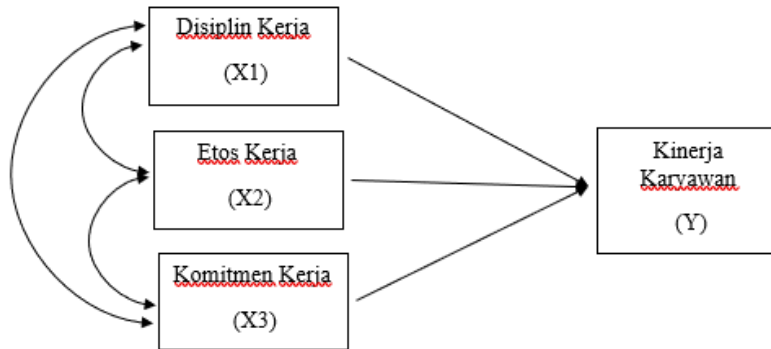 Disiplin Kerja
(X1)
Etos Kerja
(X2)
Komitmen Kerja
(X3)
Kinerja
Karyawan
(Y)